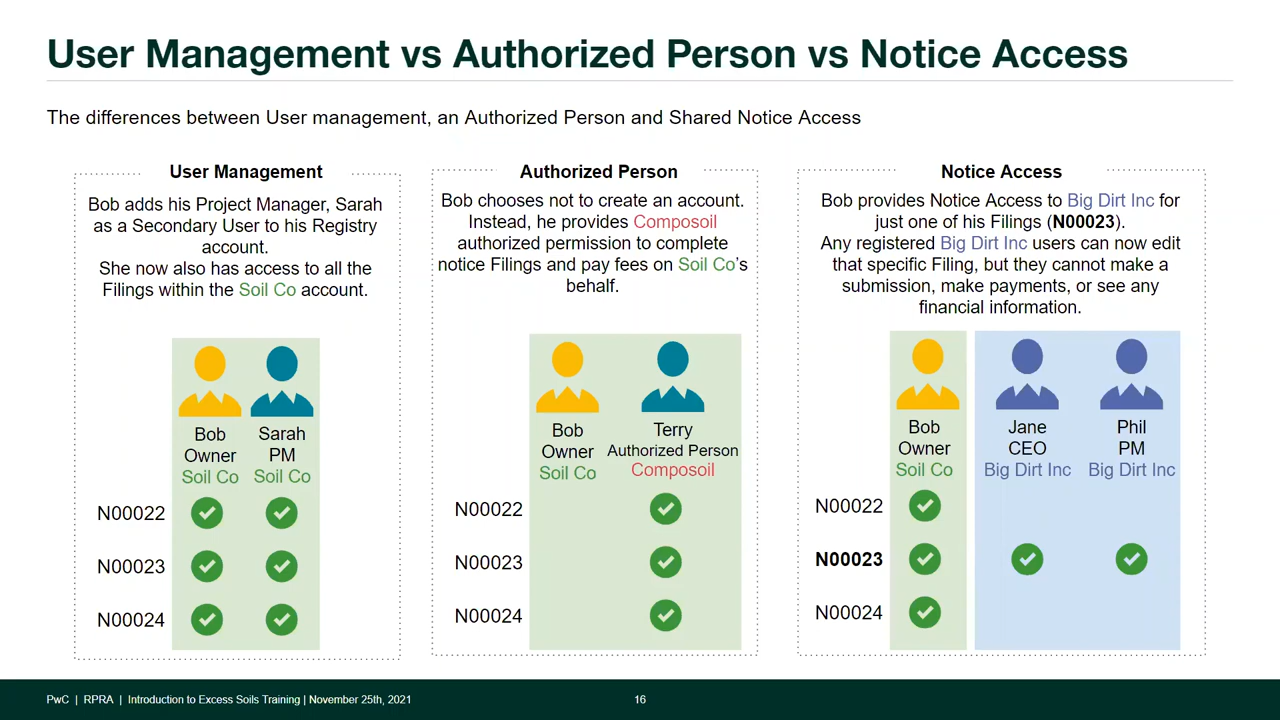 User Management vs Authorized Person vs Notice Access
The differences between User management, an Authorized Person and Shared Notice Access
User Management
Bob adds his Project Manager, Sarah
as a Secondary User to his Registry
account.
She now also has access to all the
Filings within the Soil Co account.
Bob
Owner
Soil Co
Sarah
PM
Soil Co
N00022
N00023
N00024
Authorized Person
Bob chooses not to create an account.
Instead, he provides Composoil
authorized permission to complete
notice Filings and pay fees on Soil Co's
behalf.
Bob
Owner
Soil Co
Terry
Authorized Person
Composoil
N00022
N00023
N00024
Notice Access
Bob provides Notice Access to Big Dirt Inc for
just one of his Filings (N00023).
Any registered Big Dirt Inc users can now edit
that specific Filing, but they cannot make a
submission, make payments, or see any
financial information.
Bob
Owner
Soil Co
Jane
CEO
Big Dirt Inc
Phil
PM
Big Dirt Inc
N00022
N00023
N00024
PwC | RPRA | Introduction to Excess Soils Training | November 25th, 2021
16